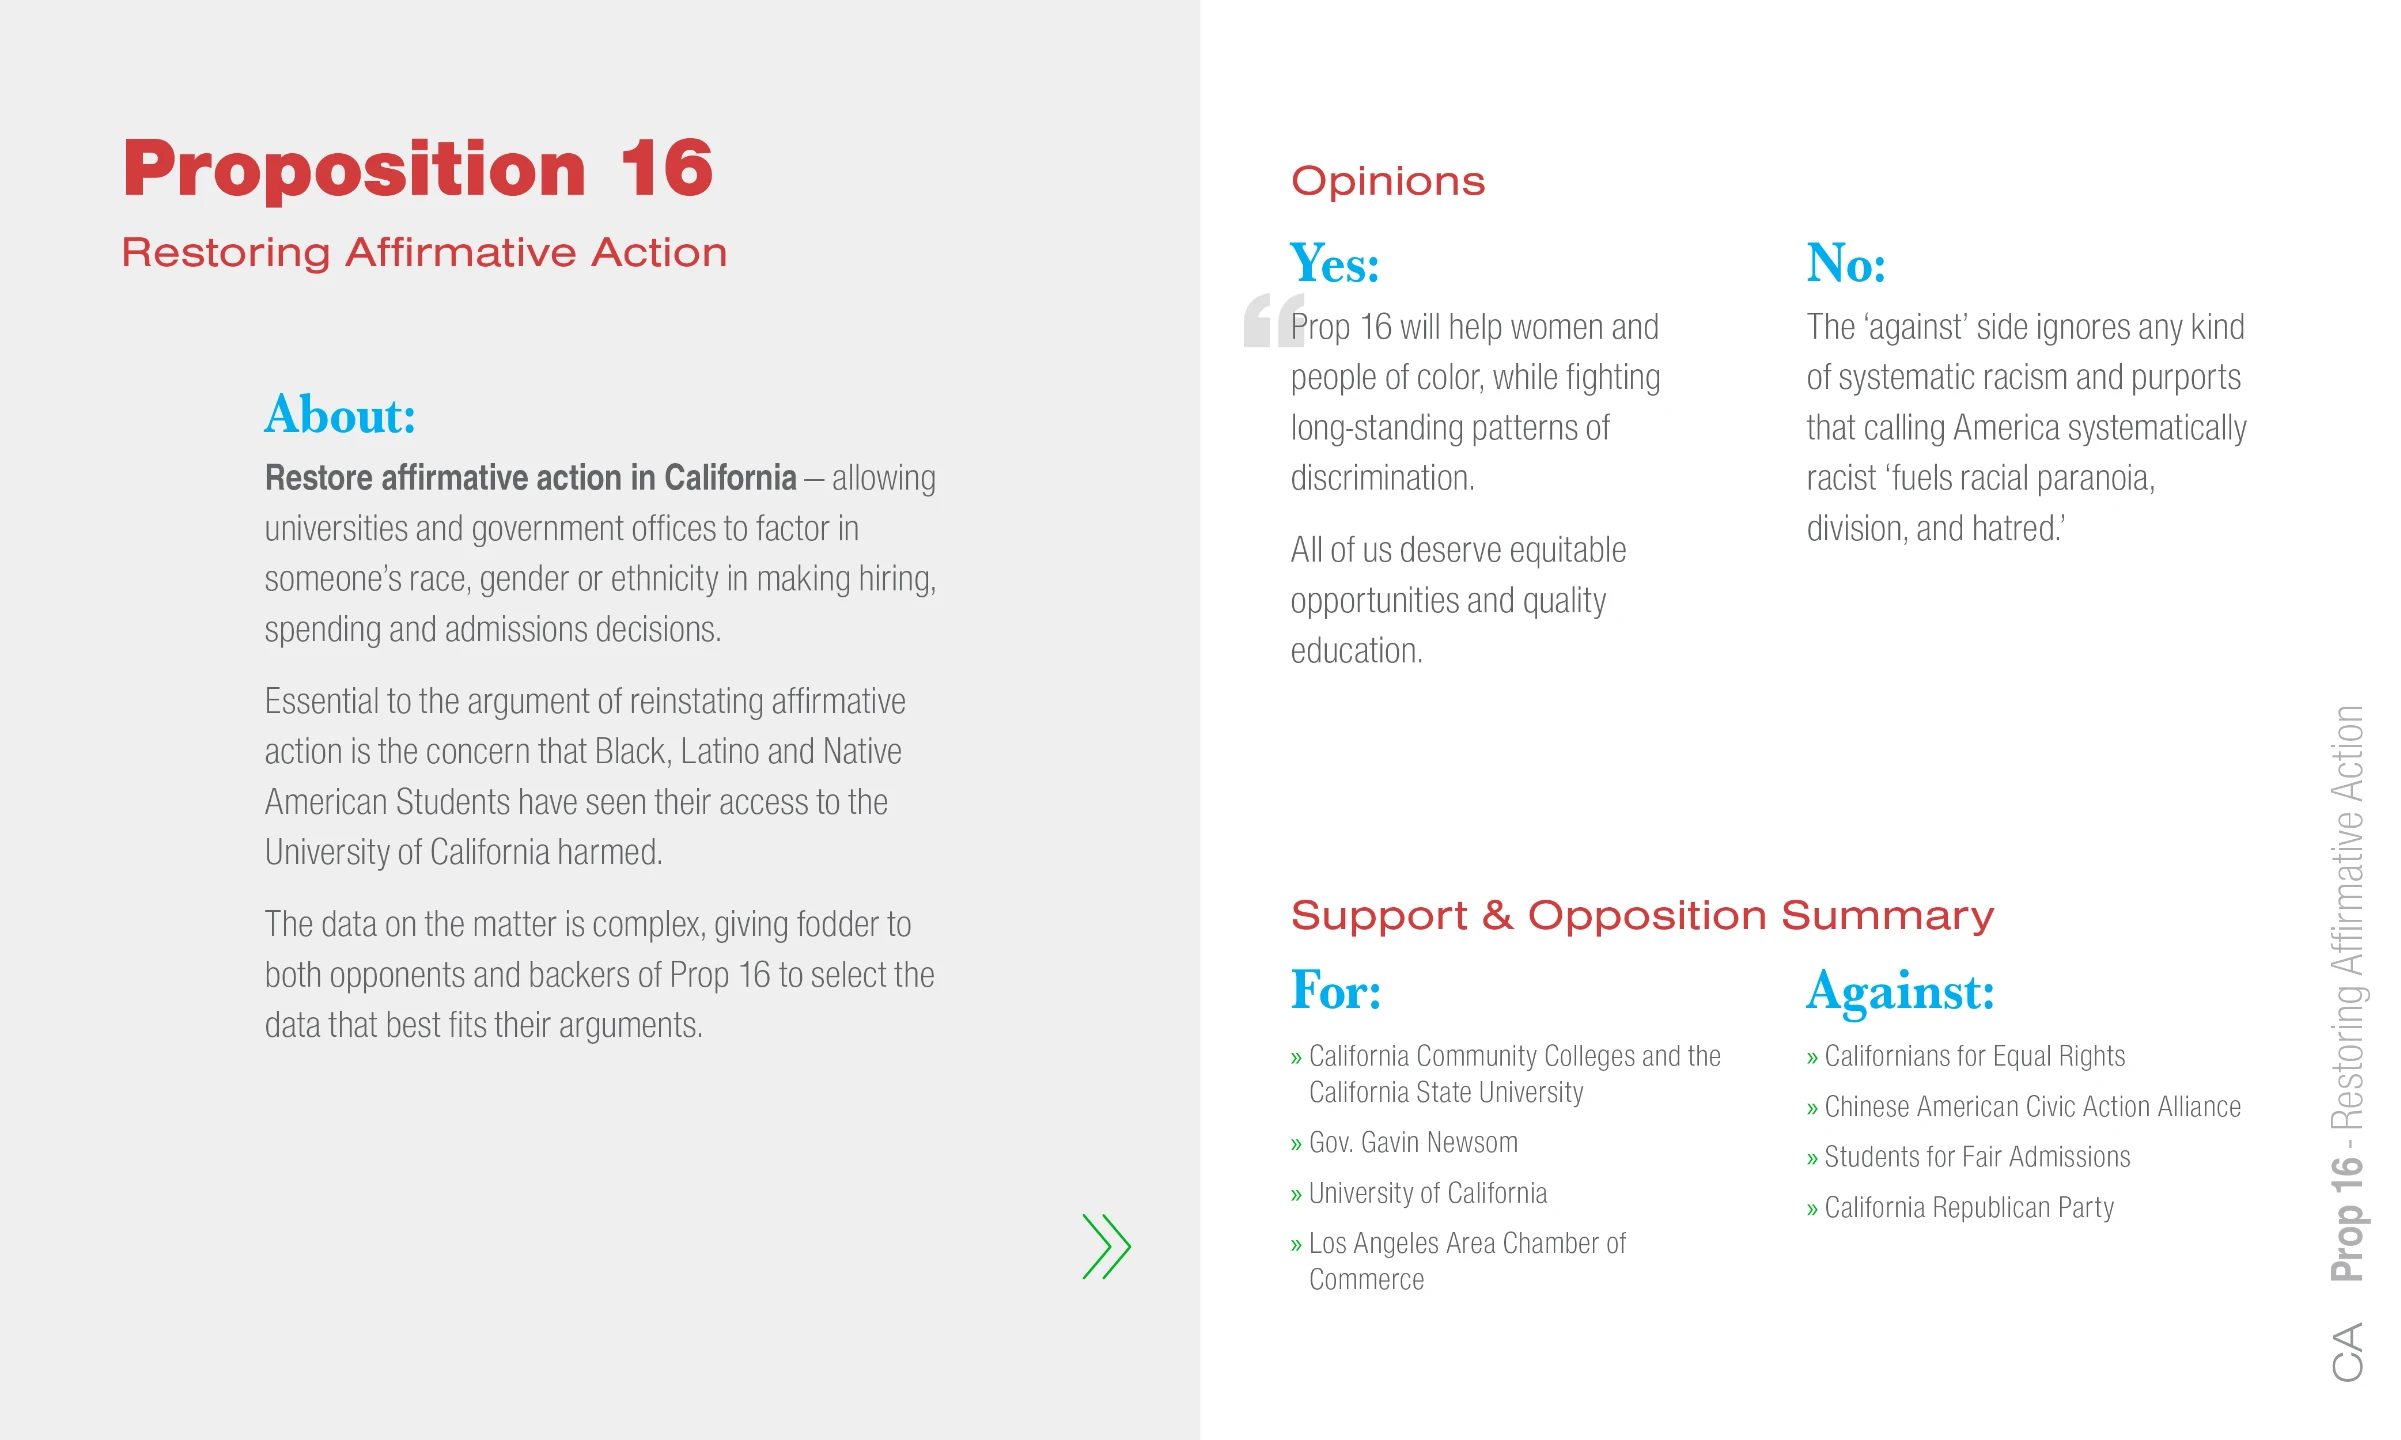 Proposition 16
Restoring Affirmative Action
About:
Restore affirmative action in California – allowing
universities and government offices to factor in
someone’s race, gender or ethnicity in making hiring,
spending and admissions decisions.
Essential to the argument of reinstating affirmative
action is the concern that Black, Latino and Native
American Students have seen their access to the
University of California harmed.
The data on the matter is complex, giving fodder to
both opponents and backers of Prop 16 to select the
data that best fits their arguments.
Opinions
Yes:
“
Prop 16 will help women and
people of color, while fighting
long-standing patterns of
discrimination.
All of us deserve equitable
opportunities and quality
education.
No:
The ‘against’ side ignores any kind
of systematic racism and purports
that calling America systematically
racist ‘fuels racial paranoia,
division, and hatred.’
Support & Opposition Summary
For:
» California Community Colleges and the
California State University
» Gov. Gavin Newsom
» University of California
» Los Angeles Area Chamber of
Commerce
Against:
» Californians for Equal Rights
» Chinese American Civic Action Alliance
» Students for Fair Admissions
» California Republican Party
CA Prop 16 - Restoring Affirmative Action